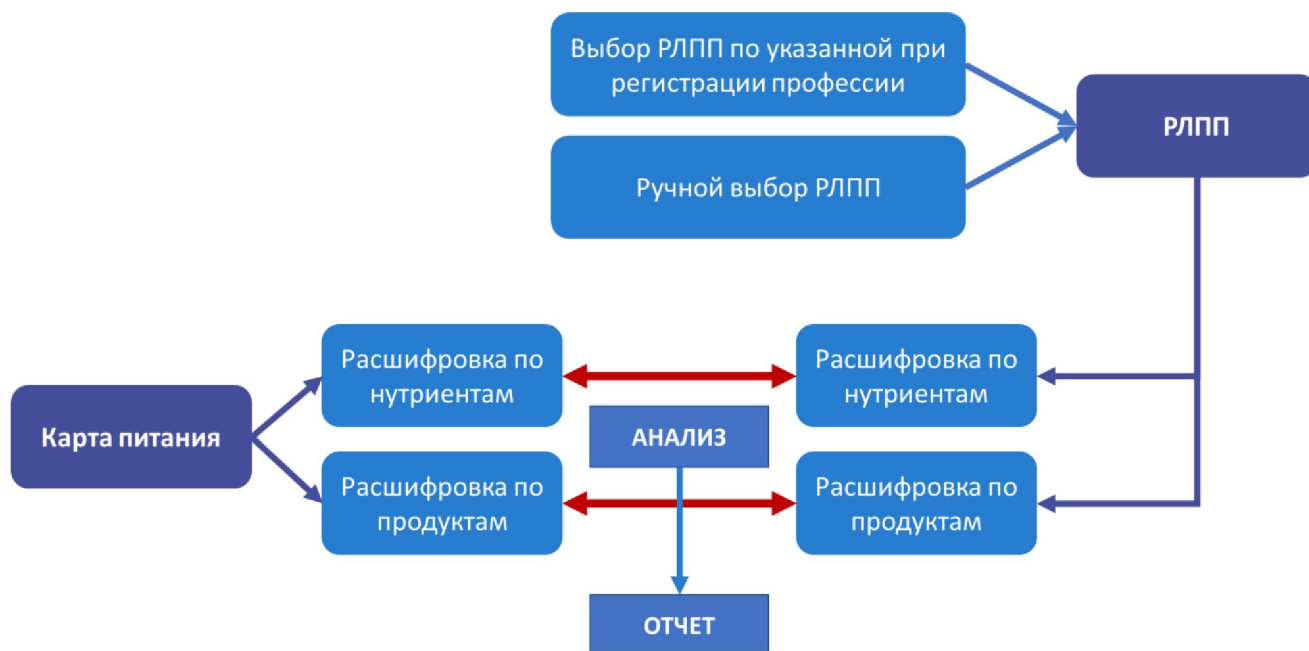 Выбор РЛПП по указанной при
регистрации профессии
РЛПП
Ручной выбор РЛПП
Расшифровка по
нутриентам
Расшифровка по
нутриентам
Карта питания
АНАЛИЗ
Расшифровка по
продуктам
Расшифровка по
продуктам
ОТЧЕТ